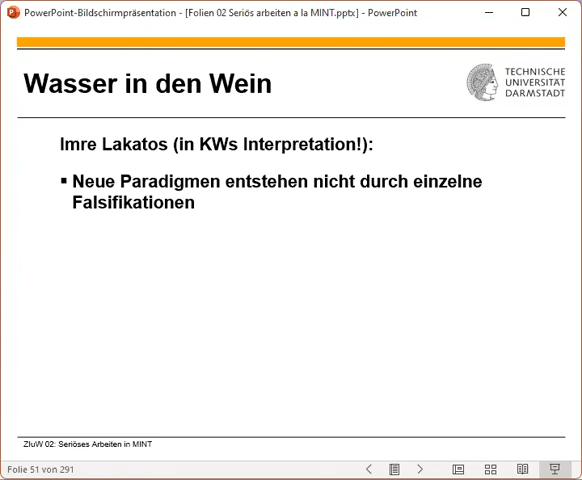 PowerPoint-Bildschirmpräsentation - [Folien 02 Seriös arbeiten a la MINT.pptx] - PowerPoint
Wasser in den Wein
TECHNISCHE
UNIVERSITÄT
DARMSTADT
Imre Lakatos (in KWs Interpretation!):
▪ Neue Paradigmen entstehen nicht durch einzelne
Falsifikationen
ZIuW 02: Seriöses Arbeiten in MINT
Folie 51 von 291